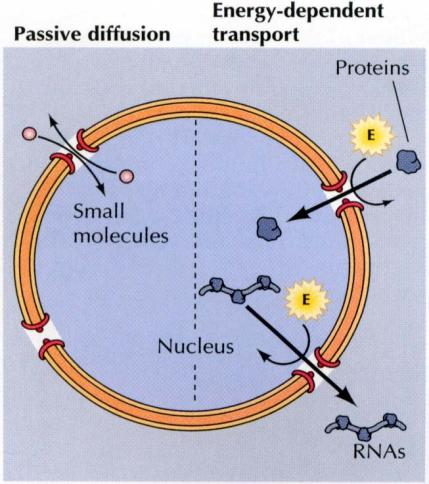 Passive diffusion
Energy-dependent
transport
Proteins
E
Small
molecules
E
Nucleus
RNAs